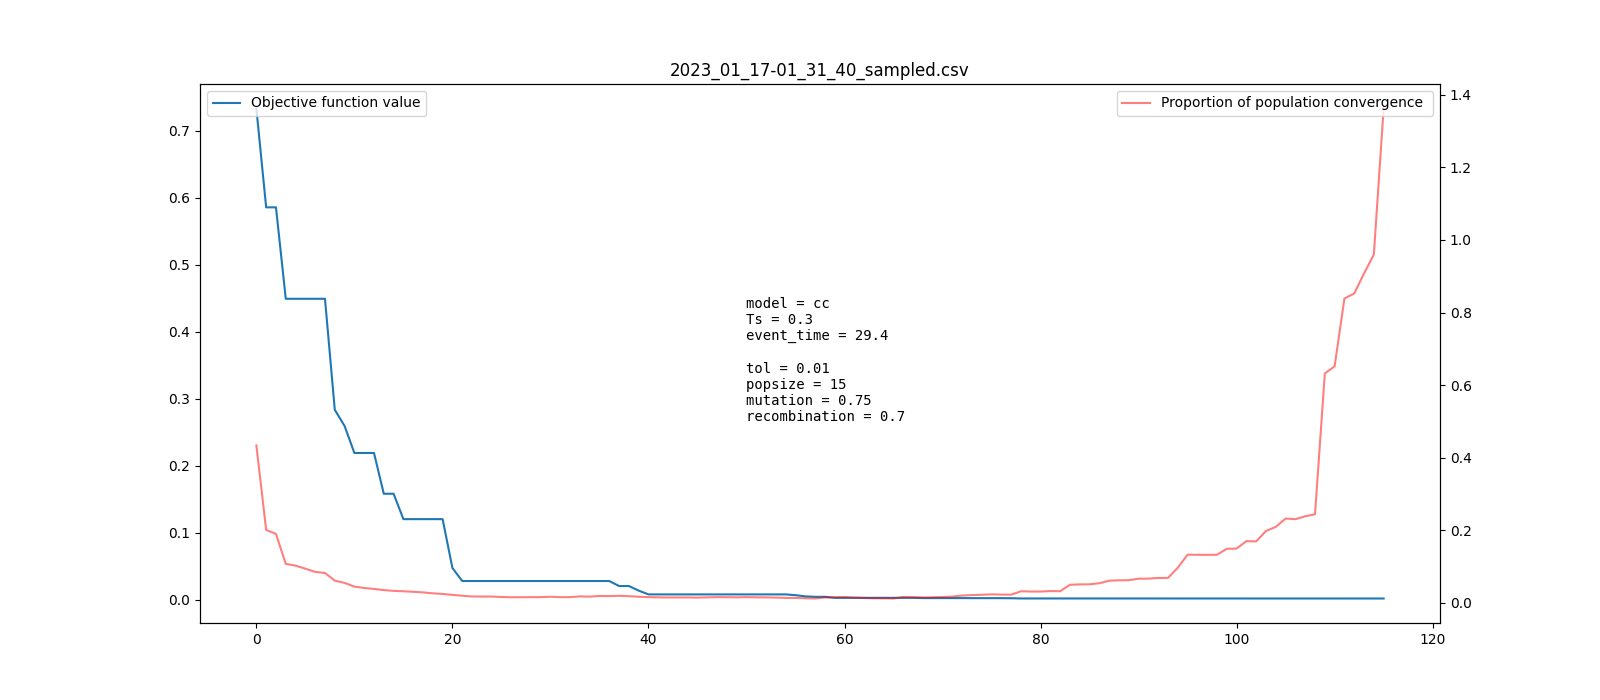 2023_01_17-01_31_40_sampled.csv
Objective function value
Proportion of population convergence
0.7
0.6
0.5
0.4
0.3
0.2
0.1
0.0
model = cc
Ts = 0.3
event_time = 29.4
tol = 0.01
popsize = 15
mutation = 0.75
recombination = 0.7
1.4
1.2
1.0
0.8
0.6
0.4
0.2
0.0
0 20 40 60 80 100 120